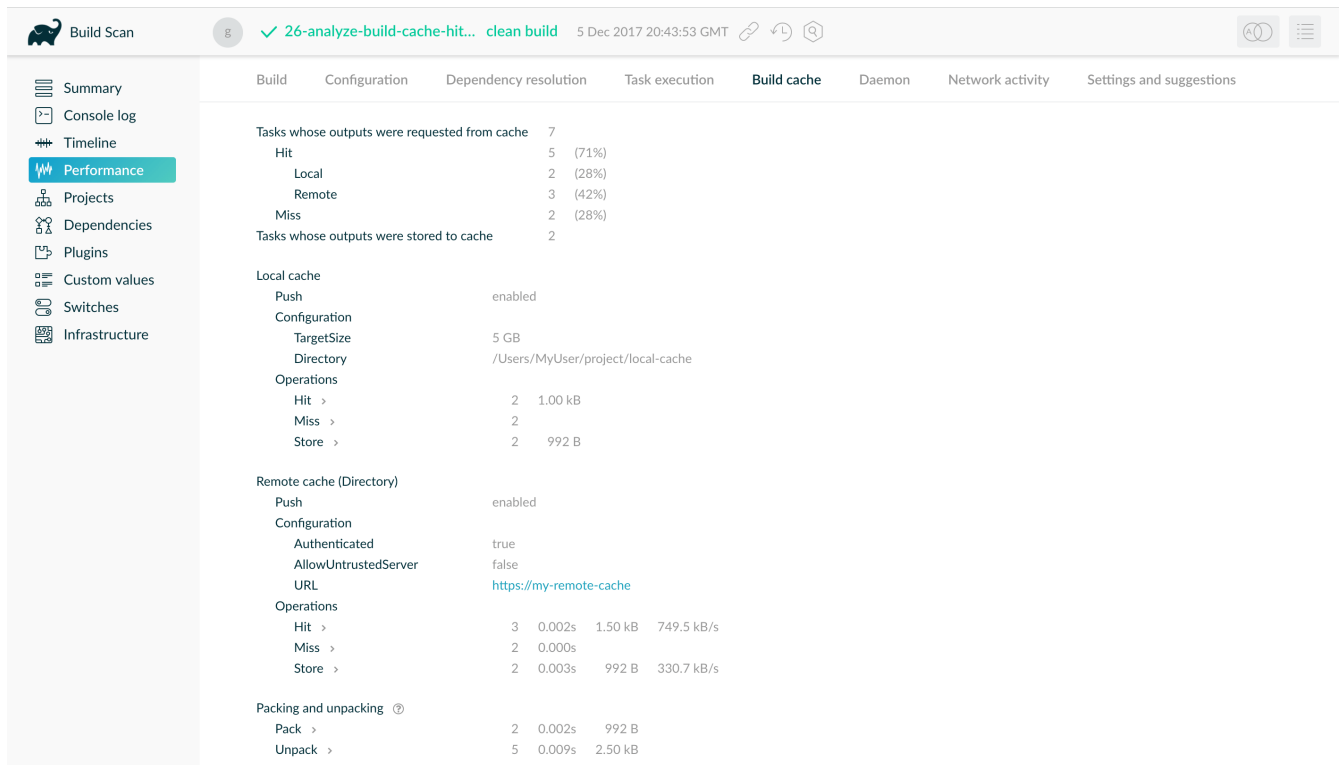 Build Scan
g 26-analyze-build-cache-hit... clean build 5 Dec 2017 20:43:53 GMT
Summary
Console log
Timeline
Performance
Projects
Dependencies
Plugins
Custom values
Switches
Infrastructure
Build Configuration Dependency resolution Task execution Build cache Daemon Network activity Settings and suggestions
Tasks whose outputs were requested from cache 7
Hit 5 (71%)
Local 2 (28%)
Remote 3 (42%)
Miss 2 (28%)
Tasks whose outputs were stored to cache 2
Local cache
Push enabled
Configuration
TargetSize 5 GB
Directory /Users/MyUser/project/local-cache
Operations
Hit > 2 1.00 kB
Miss > 2
Store > 2 992 B
Remote cache (Directory)
Push enabled
Configuration
Authenticated true
AllowUntrustedServer false
URL https://my-remote-cache
Operations
Hit > 3 0.002s 1.50 kB 749.5 kB/s
Miss > 2 0.000s
Store > 2 0.003s 992 B 330.7 kB/s
Packing and unpacking ?
Pack > 2 0.002s 992 B
Unpack > 5 0.009s 2.50 kB